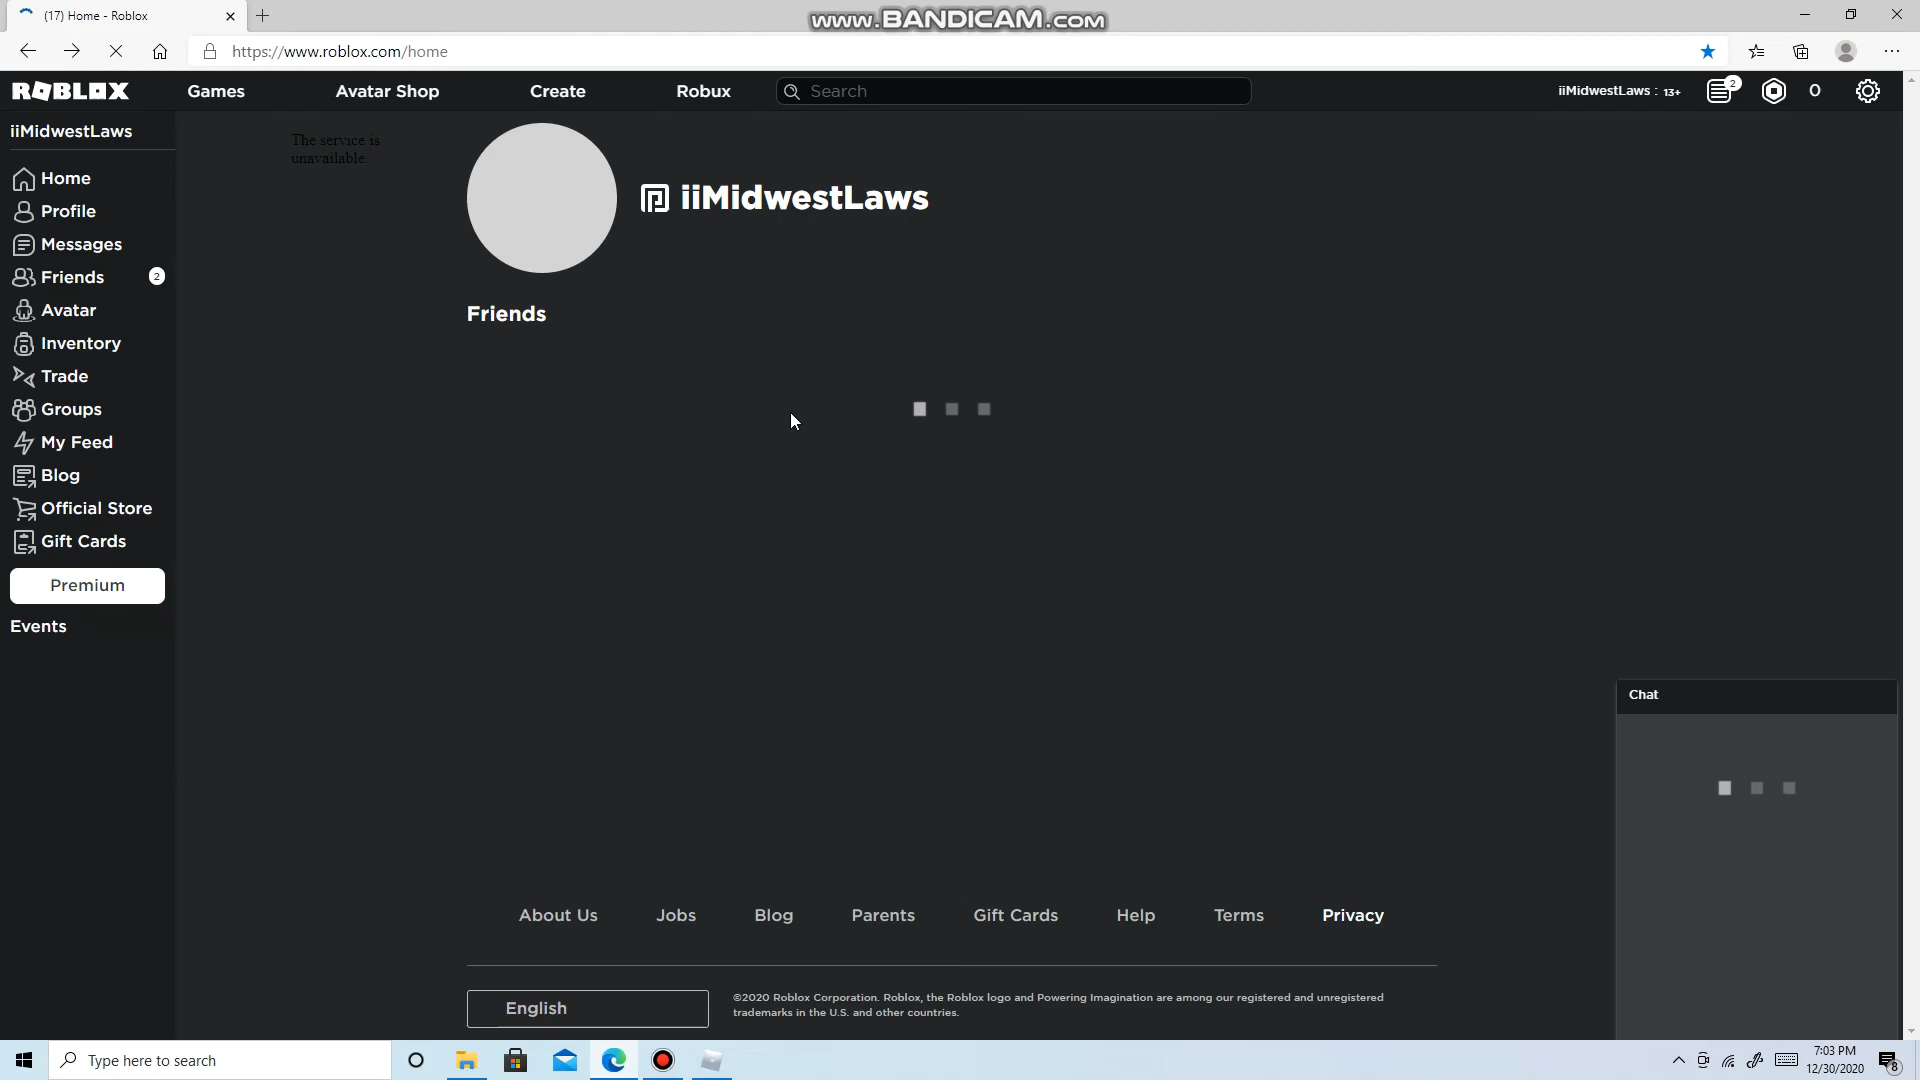 (17) Home - Roblox
www.BANDICAM.com
https://www.roblox.com/home
ROBLOX
Games
Avatar Shop
Create
Robux
Search
iiMidwestLaws : 13+
2
0
iiMidwestLaws
The service is
unavailable.
iiMidwestLaws
Home
Profile
Messages
Friends
2
Avatar
Inventory
Trade
Groups
My Feed
Blog
Official Store
Gift Cards
Premium
Events
Friends
Chat
About Us
Jobs
Blog
Parents
Gift Cards
Help
Terms
Privacy
English
©2020 Roblox Corporation. Roblox, the Roblox logo and Powering Imagination are among our registered and unregistered
trademarks in the U.S. and other countries.
Type here to search
7:03 PM
12/30/2020
8